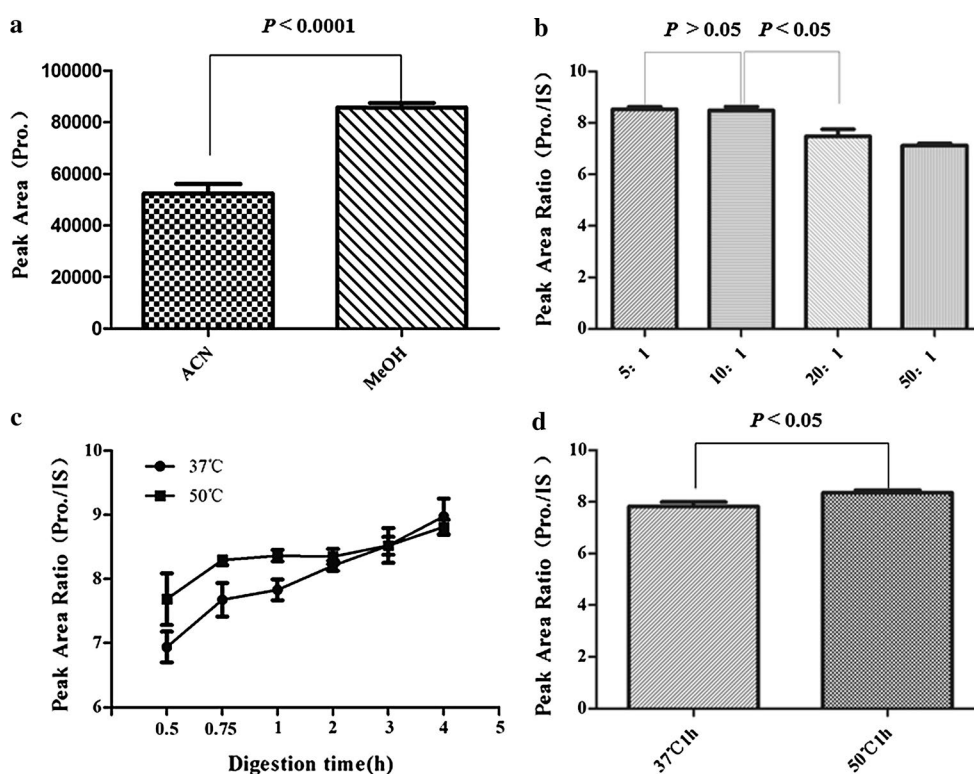 a
P < 0.0001
Peak Area (Pro.)
100000
80000
60000
40000
20000
0
ACN
MeOH
b
P > 0.05
P < 0.05
Peak Area Ratio (Pro./IS)
10
8
6
4
2
0
5: 1
10: 1
20: 1
50: 1
c
Peak Area Ratio (Pro./IS)
10
9
8
7
6
37℃
50℃
0.5
0.75
1
2
3
4
5
Digestion time(h)
d
P < 0.05
Peak Area Ratio (Pro./IS)
10
8
6
4
2
0
37℃1h
50℃1h